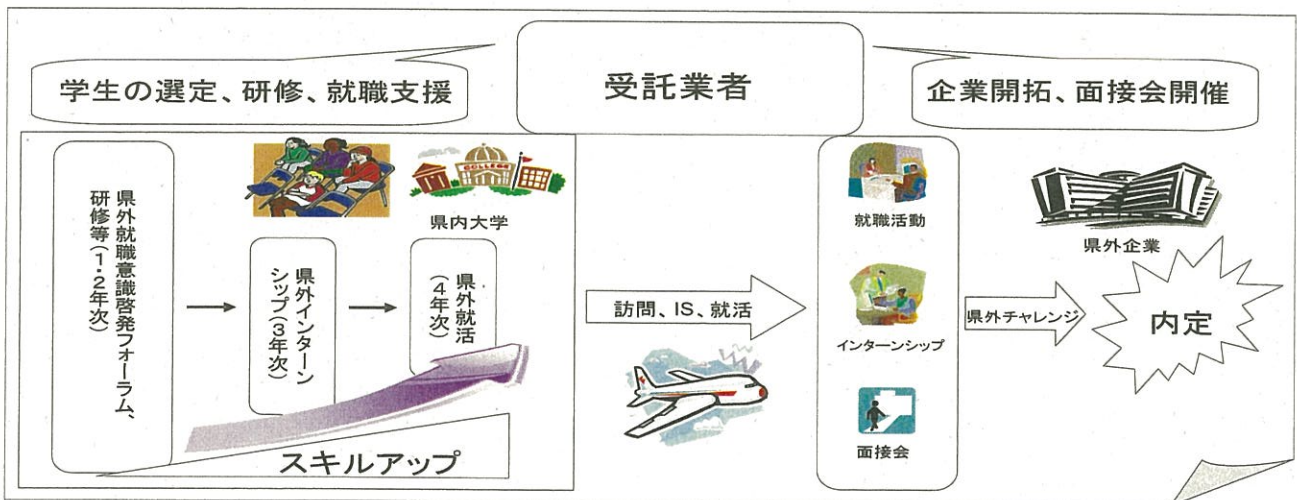 学生の選定、研修、就職支援
受託業者
企業開拓、面接会開催
県外就職意識啓発フォーラム、
研修等(1・2年次)
県外インターン
シップ(3年次)
COLLEGE
県内大学
県外就活
(4年次)
スキルアップ
訪問、IS、就活
就職活動
インターンシップ
面接会
県外チャレンジ
県外企業
内定